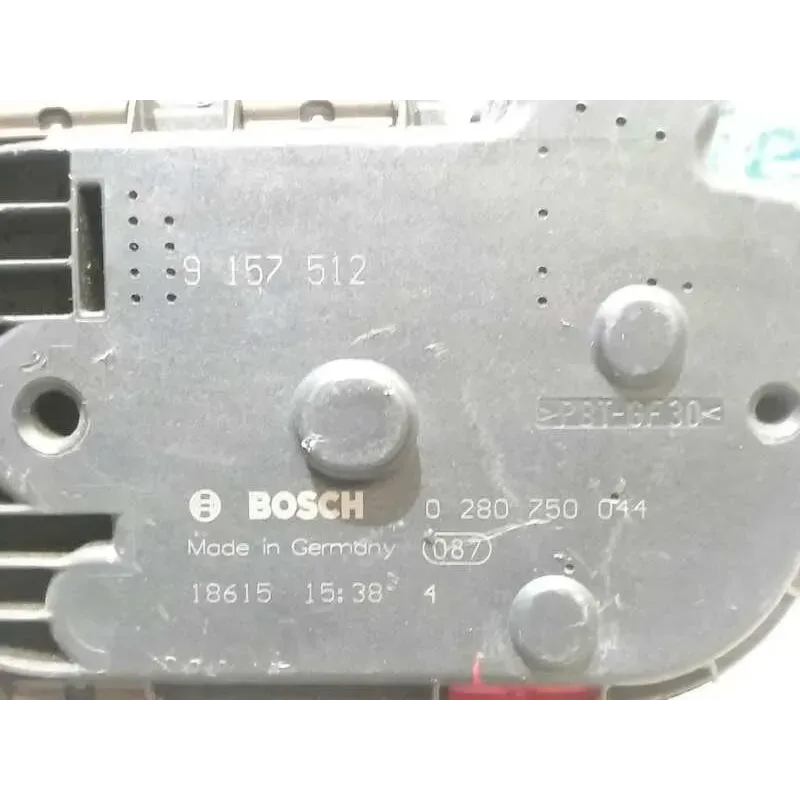 9 157 512
>PBT-GF30<
BOSCH 0 280 750 044
Made in Germany 087
18615 15:38 4